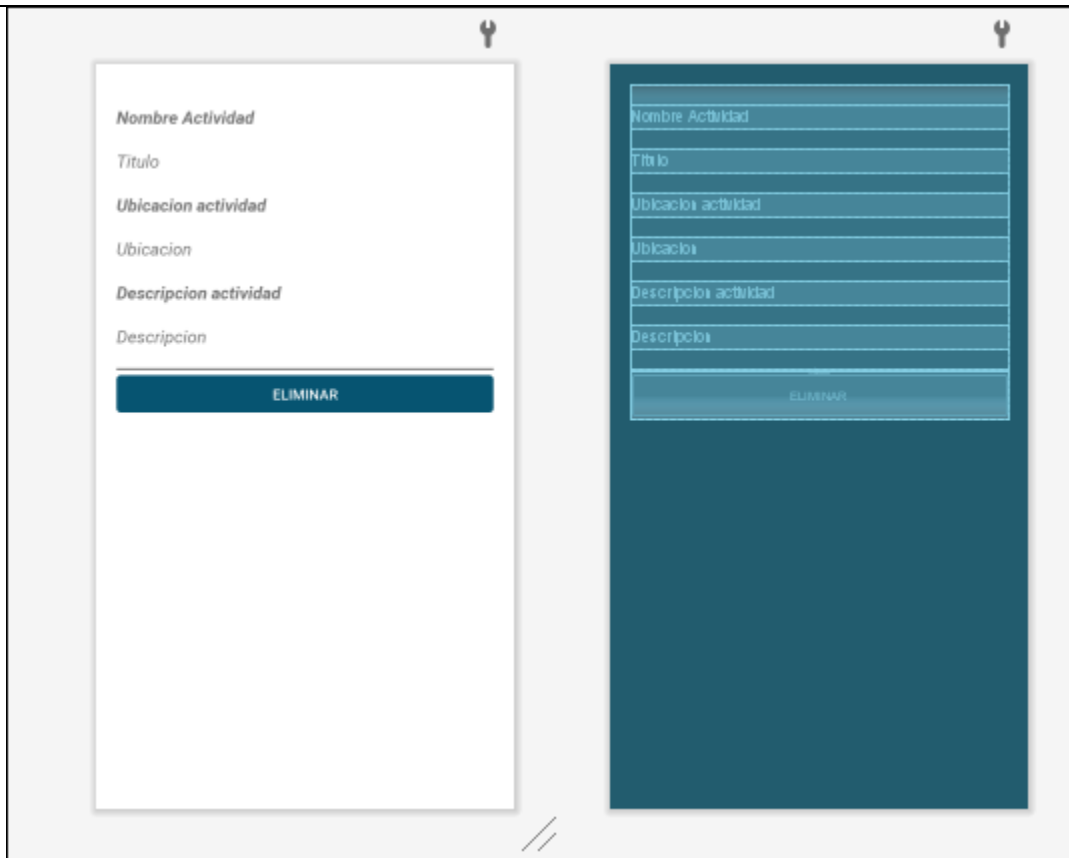 Nombre Actividad
Titulo
Ubicacion actividad
Ubicacion
Descripcion actividad
Descripcion
ELIMINAR
Nombre Actividad
Titulo
Ubicacion actividad
Ubicacion
Descripcion actividad
Descripcion
ELIMINAR